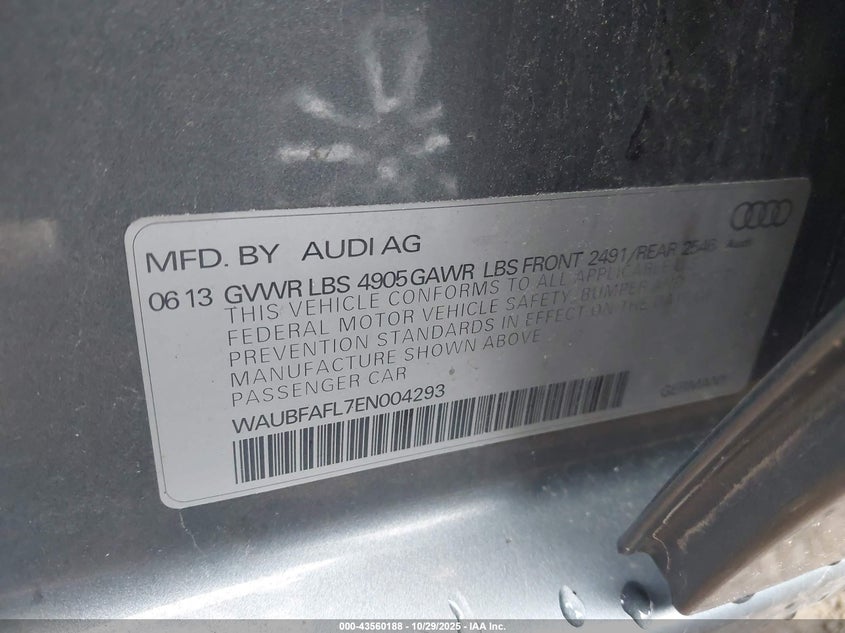 MFD. BY AUDI AG
Audi
06 13 GVWR LBS 4905 GAWR LBS FRONT 2491/REAR 2546
THIS VEHICLE CONFORMS TO ALL APPLICABLE
FEDERAL MOTOR VEHICLE SAFETY, BUMPER AND
PREVENTION STANDARDS IN EFFECT ON THE DATE
MANUFACTURE SHOWN ABOVE
PASSENGER CAR
WAUBFAFL7EN004293
GERMANY
000-43560188 - 10/29/2025 - IAA Inc.